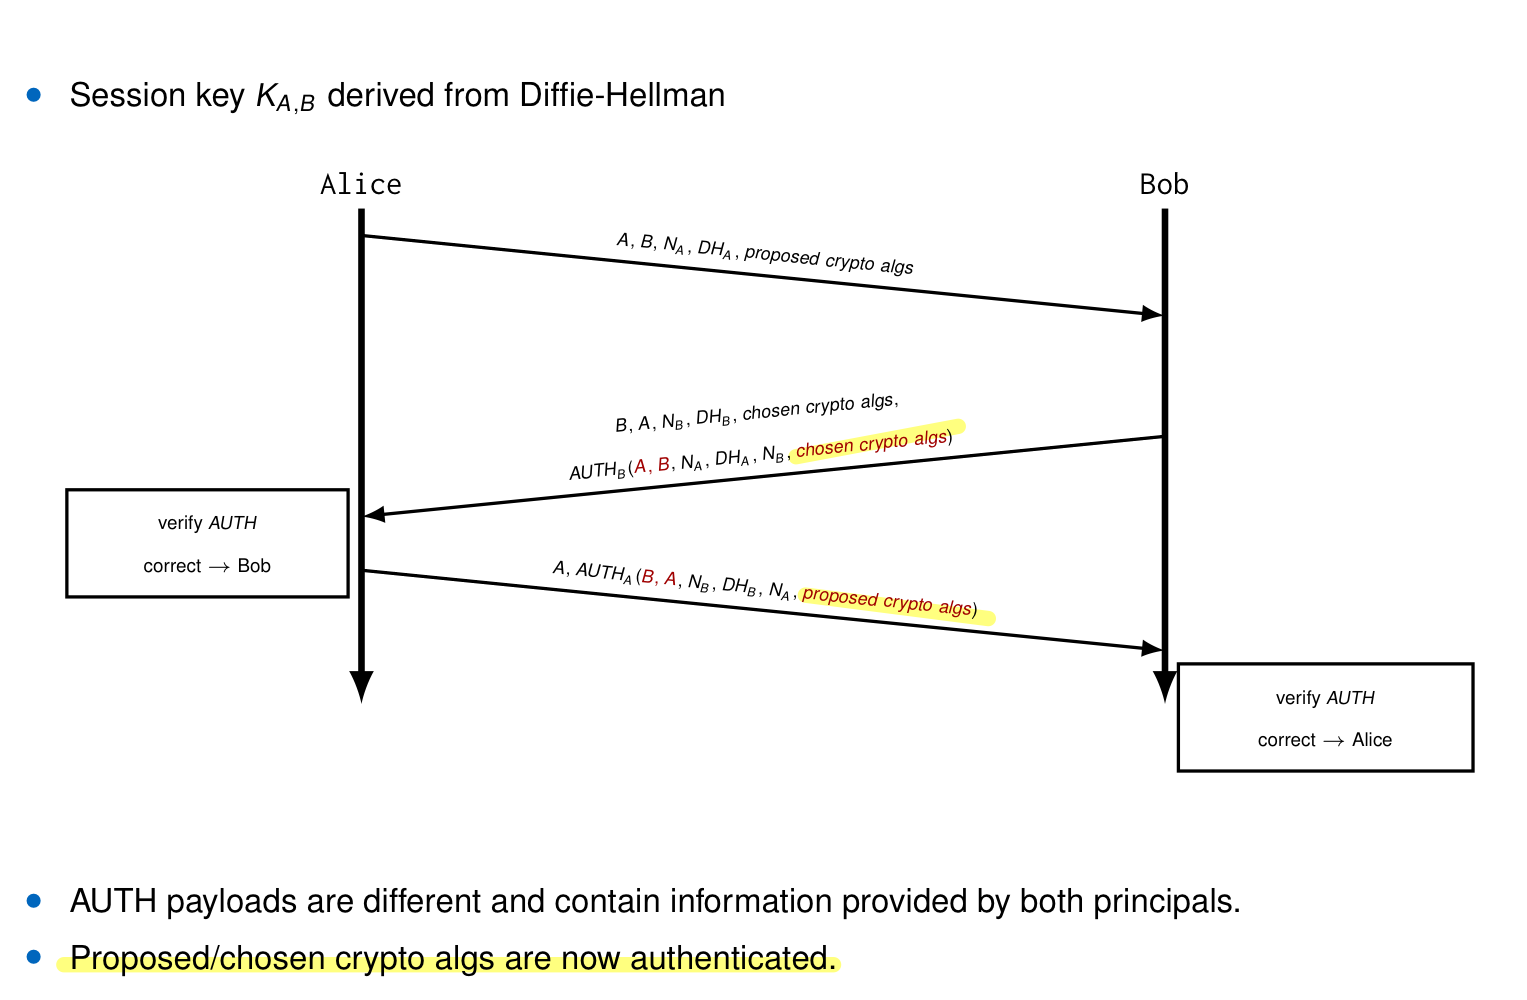 Session key K_A,B derived from Diffie-Hellman
Alice
Bob
A, B, N_A, DH_A, proposed crypto algs
B, A, N_B, DH_B, chosen crypto algs,
AUTH_B(A, B, N_A, DH_A, N_B, chosen crypto algs)
verify AUTH
correct → Bob
A, AUTH_A(B, A, N_B, DH_B, N_A, proposed crypto algs)
verify AUTH
correct → Alice
AUTH payloads are different and contain information provided by both principals.
Proposed/chosen crypto algs are now authenticated.